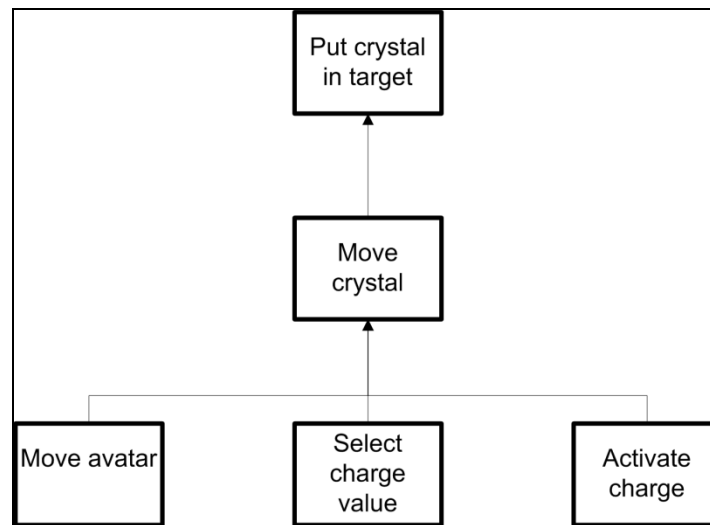 Put crystal
in target
Move
crystal
Move avatar
Select
charge
value
Activate
charge